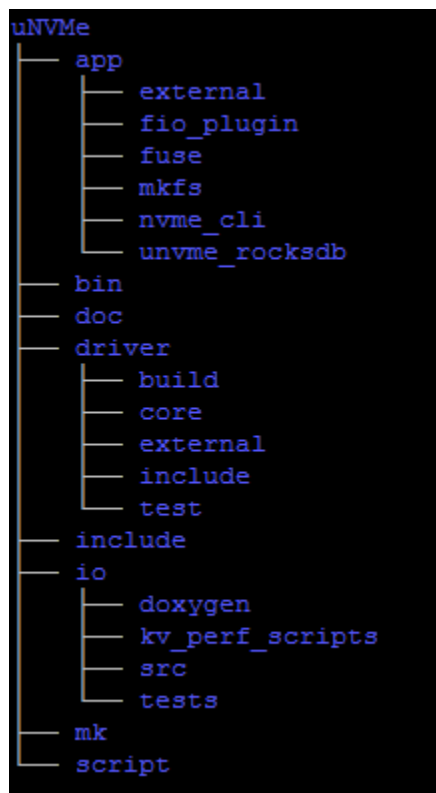 uNVMe
app
external
fio_plugin
fuse
mkfs
nvme_cli
unvme_rocksdb
bin
doc
driver
build
core
external
include
test
include
io
doxygen
kv_perf_scripts
src
tests
mk
script